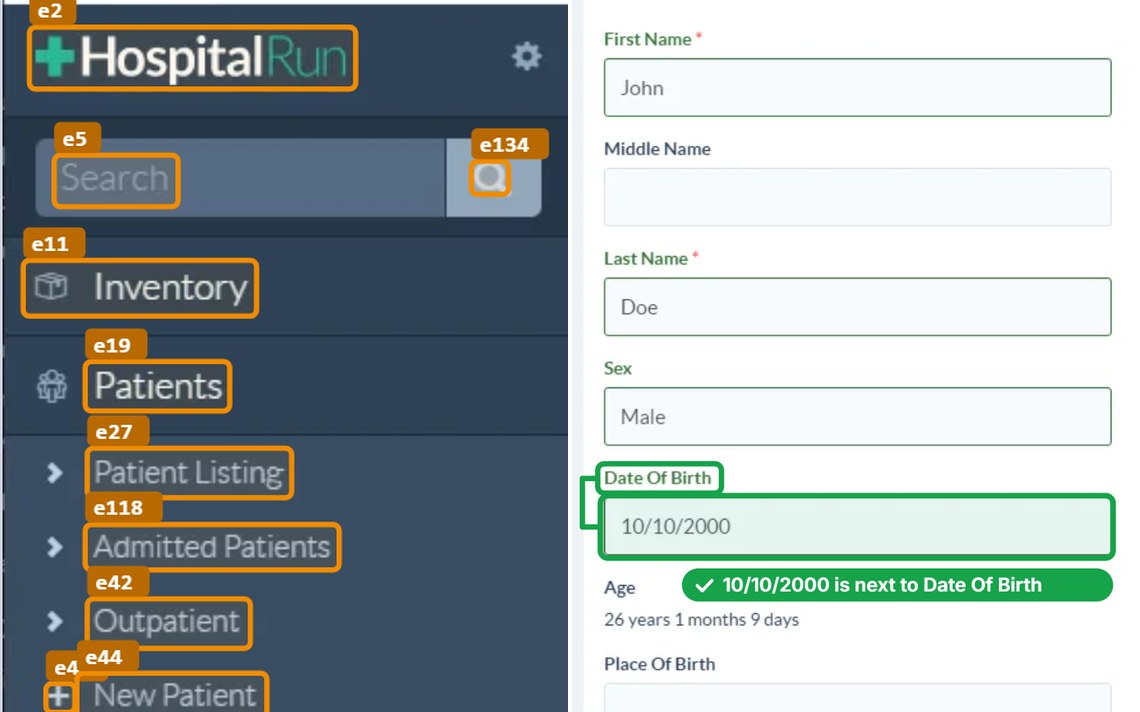 e2
HospitalRun
e5
e134
Search
e11
Inventory
e19
Patients
e27
Patient Listing
e118
Admitted Patients
e42
Outpatient
e4 e44
New Patient
First Name *
John
Middle Name
Last Name *
Doe
Sex
Male
Date Of Birth
10/10/2000
10/10/2000 is next to Date Of Birth
Age
26 years 1 months 9 days
Place Of Birth